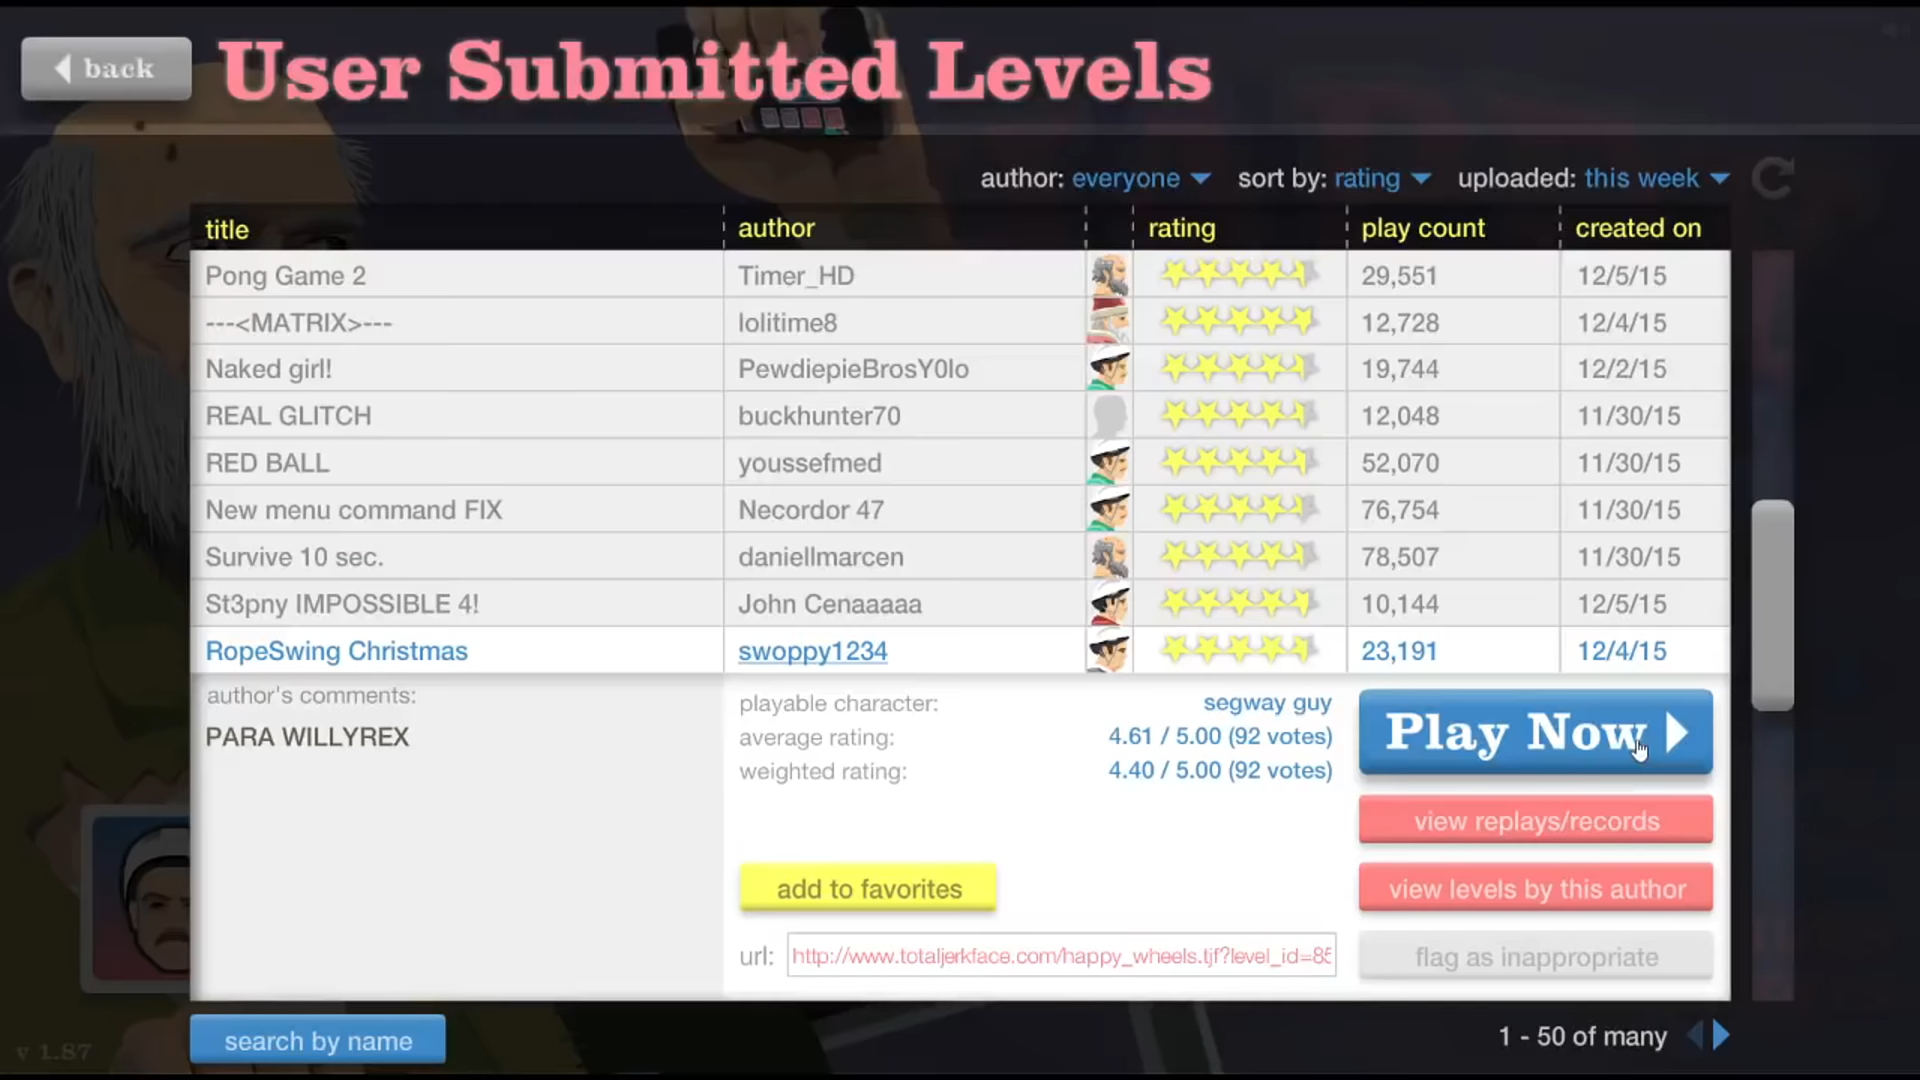 back
User Submitted Levels
author: everyone sort by: rating uploaded: this week
title author rating play count created on
Pong Game 2 Timer_HD 29,551 12/5/15
---<MATRIX>--- lolitime8 12,728 12/4/15
Naked girl! PewdiepieBrosY0lo 19,744 12/2/15
REAL GLITCH buckhunter70 12,048 11/30/15
RED BALL youssefmed 52,070 11/30/15
New menu command FIX Necordor 47 76,754 11/30/15
Survive 10 sec. daniellmarcen 78,507 11/30/15
St3pny IMPOSSIBLE 4! John Cenaaaaa 10,144 12/5/15
RopeSwing Christmas swoppy1234 23,191 12/4/15
author's comments:
PARA WILLYREX
playable character: segway guy
average rating: 4.61 / 5.00 (92 votes)
weighted rating: 4.40 / 5.00 (92 votes)
Play Now
view replays/records
add to favorites
view levels by this author
url: http://www.totaljerkface.com/happy_wheels.tjf?level_id=85
flag as inappropriate
search by name
1 - 50 of many
v 1.87